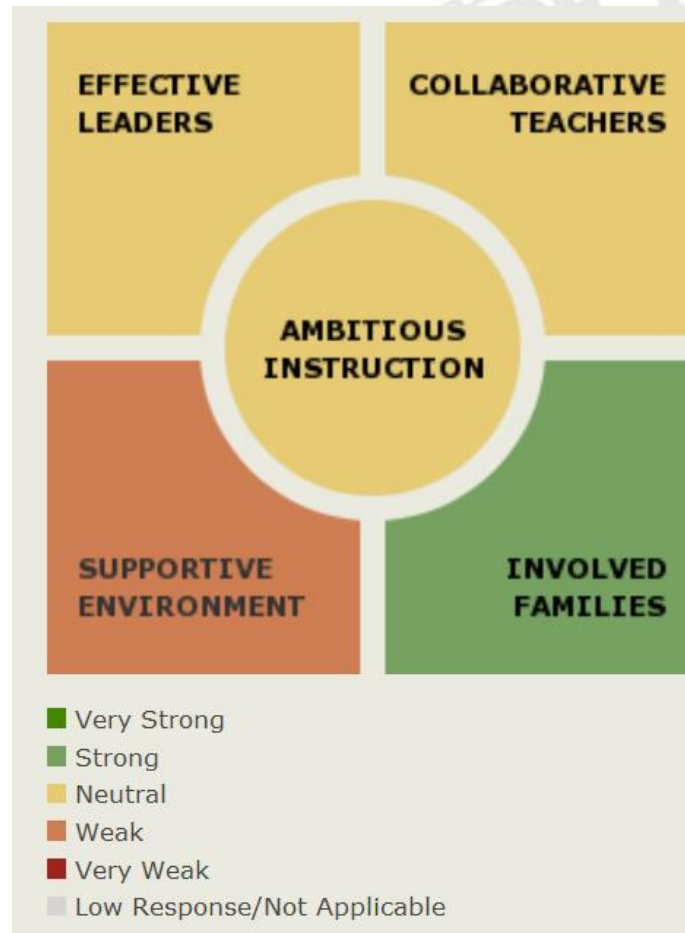 EFFECTIVE
LEADERS
COLLABORATIVE
TEACHERS
AMBITIOUS
INSTRUCTION
SUPPORTIVE
ENVIRONMENT
INVOLVED
FAMILIES
Very Strong
Strong
Neutral
Weak
Very Weak
Low Response/Not Applicable